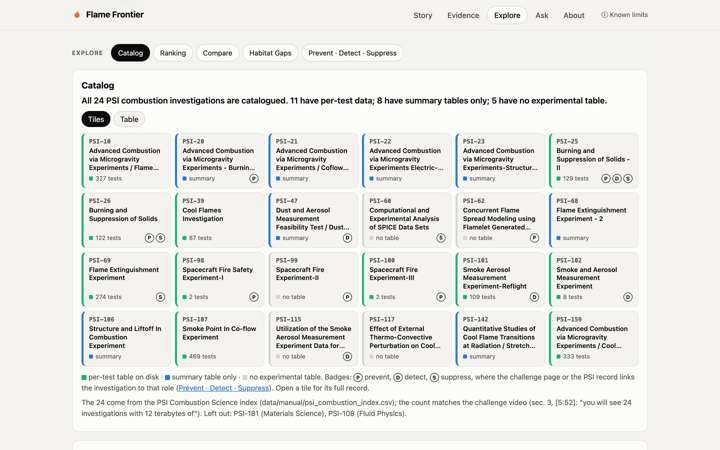 Flame Frontier
Story Evidence Explore Ask About ⓘ Known limits
EXPLORE Catalog Ranking Compare Habitat Gaps Prevent · Detect · Suppress
Catalog
All 24 PSI combustion investigations are catalogued. 11 have per-test data; 8 have summary tables only; 5 have no experimental table.
Tiles Table
PSI-10
Advanced Combustion
via Microgravity
Experiments / Flame...
327 tests
PSI-20
Advanced Combustion
via Microgravity
Experiments - Burnin...
summary P
PSI-21
Advanced Combustion
via Microgravity
Experiments / Coflow...
summary
PSI-22
Advanced Combustion
via Microgravity
Experiments Electric-...
summary
PSI-23
Advanced Combustion
via Microgravity
Experiments-Structur...
summary
PSI-25
Burning and
Suppression of Solids -
II
129 tests P D S
PSI-26
Burning and
Suppression of Solids
122 tests P S
PSI-39
Cool Flames
Investigation
87 tests
PSI-47
Dust and Aerosol
Measurement
Feasibility Test / Dust...
summary D
PSI-60
Computational and
Experimental Analysis
of SPICE Data Sets
no table S
PSI-62
Concurrent Flame
Spread Modeling using
Flamelet Generated...
no table P
PSI-68
Flame Extinguishment
Experiment - 2
summary
PSI-69
Flame Extinguishment
Experiment
274 tests S
PSI-98
Spacecraft Fire Safety
Experiment-I
2 tests P
PSI-99
Spacecraft Fire
Experiment-II
no table P
PSI-100
Spacecraft Fire
Experiment-III
2 tests P
PSI-101
Smoke Aerosol
Measurement
Experiment-Reflight
109 tests D
PSI-102
Smoke and Aerosol
Measurement
Experiment
8 tests D
PSI-106
Structure and Liftoff In
Combustion
Experiment
summary
PSI-107
Smoke Point In Co-flow
Experiment
469 tests
PSI-115
Utilization of the Smoke
Aerosol Measurement
Experiment Data for...
no table D
PSI-117
Effect of External
Thermo-Convective
Perturbation on Cool...
no table
PSI-142
Quantitative Studies of
Cool Flame Transitions
at Radiation / Stretch...
summary
PSI-159
Advanced Combustion
via Microgravity
Experiments / Cool...
333 tests
per-test table on disk · summary table only · no experimental table. Badges: P prevent, D detect, S suppress, where the challenge page or the PSI record links
the investigation to that role (Prevent · Detect · Suppress). Open a tile for its full record.
The 24 come from the PSI Combustion Science index (data/manual/psi_combustion_index.csv); the count matches the challenge video (sec. 3, [5:52]: "you will see 24
investigations with 12 terabytes of"). Left out: PSI-181 (Materials Science), PSI-108 (Fluid Physics).